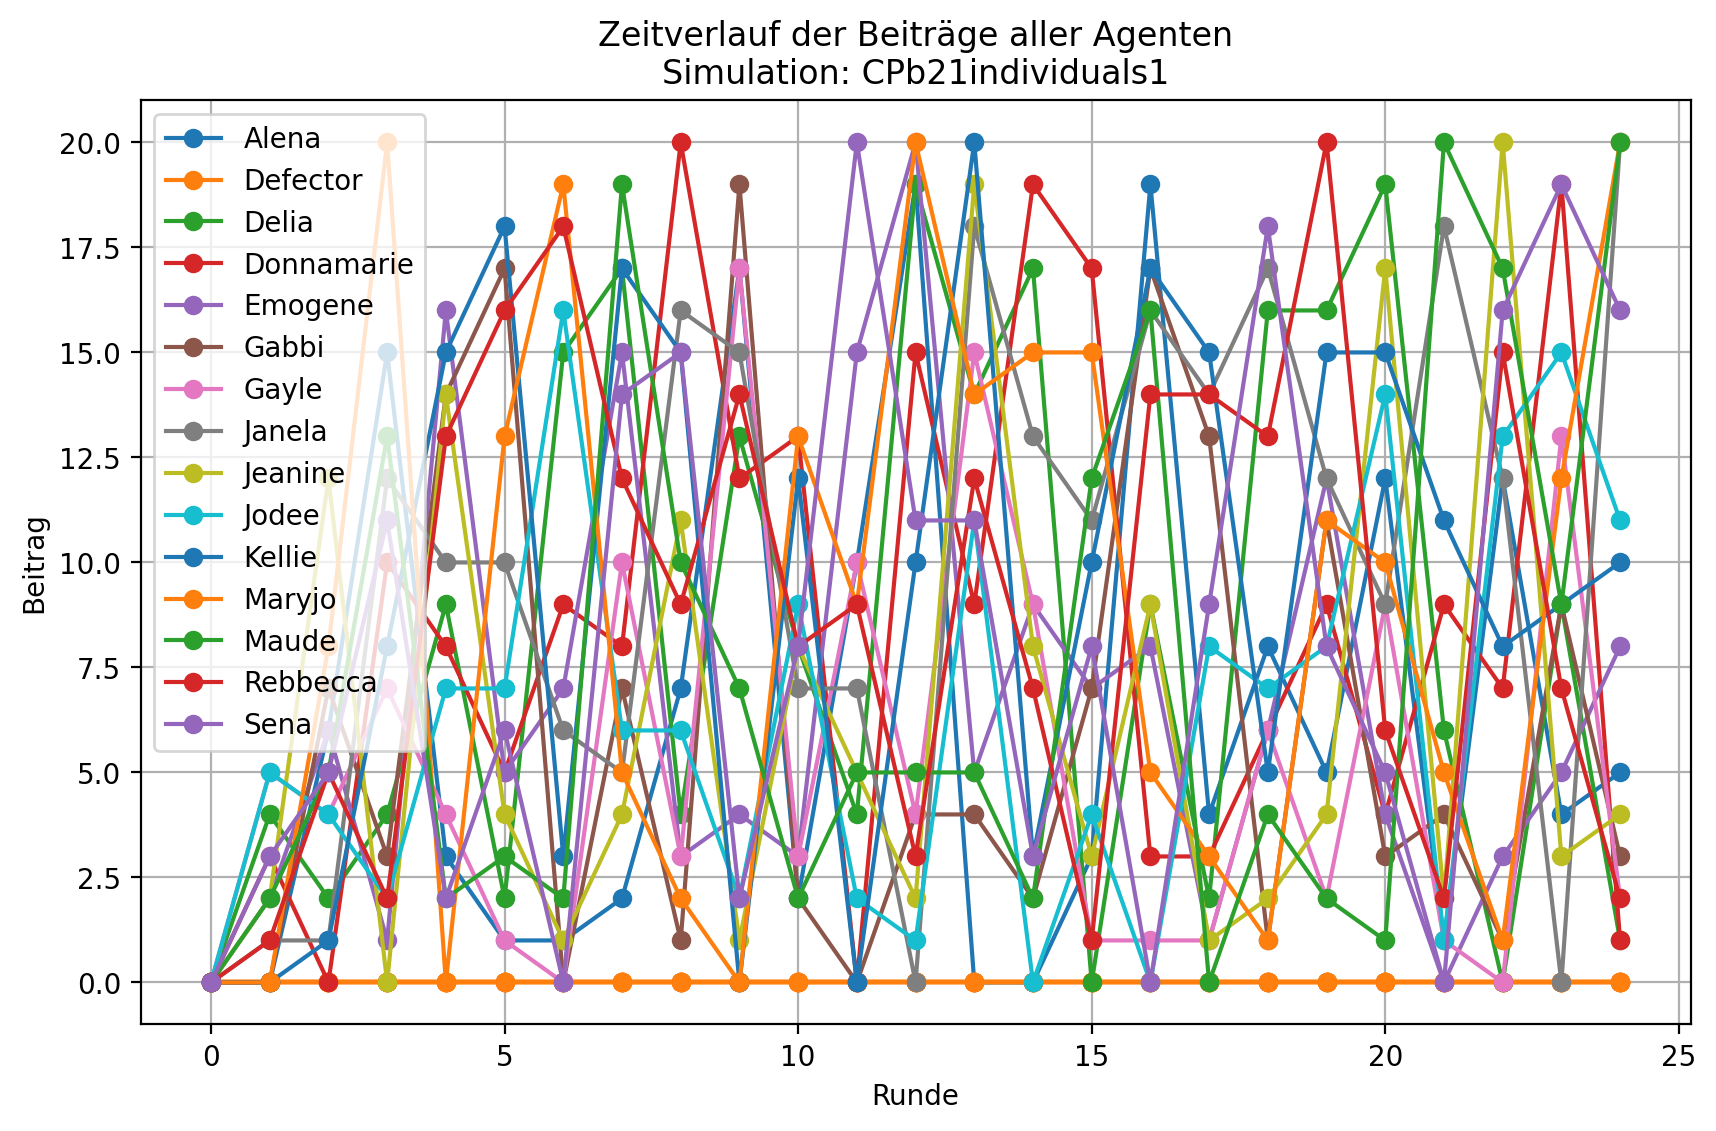 Zeitverlauf der Beiträge aller Agenten
Simulation: CPb21individuals1
Beitrag
20.0
17.5
15.0
12.5
10.0
7.5
5.0
2.5
0.0
Alena
Defector
Delia
Donnamarie
Emogene
Gabbi
Gayle
Janela
Jeanine
Jodee
Kellie
Maryjo
Maude
Rebbecca
Sena
0 5 10 15 20 25
Runde